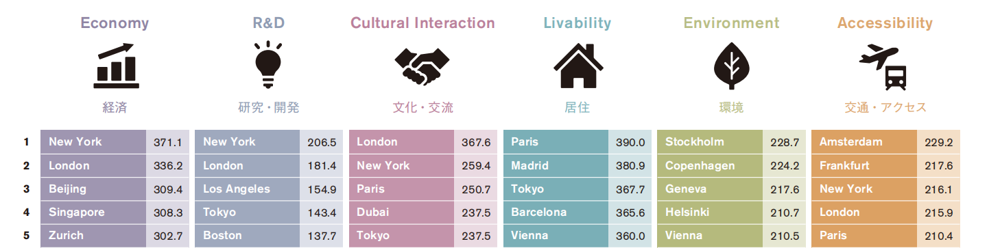 Economy R&D Cultural Interaction Livability Environment Accessibility
経済 研究・開発 文化・交流 居住 環境 交通・アクセス
1 New York 371.1 New York 206.5 London 367.6 Paris 390.0 Stockholm 228.7 Amsterdam 229.2
2 London 336.2 London 181.4 New York 259.4 Madrid 380.9 Copenhagen 224.2 Frankfurt 217.6
3 Beijing 309.4 Los Angeles 154.9 Paris 250.7 Tokyo 367.7 Geneva 217.6 New York 216.1
4 Singapore 308.3 Tokyo 143.4 Dubai 237.5 Barcelona 365.6 Helsinki 210.7 London 215.9
5 Zurich 302.7 Boston 137.7 Tokyo 237.5 Vienna 360.0 Vienna 210.5 Paris 210.4